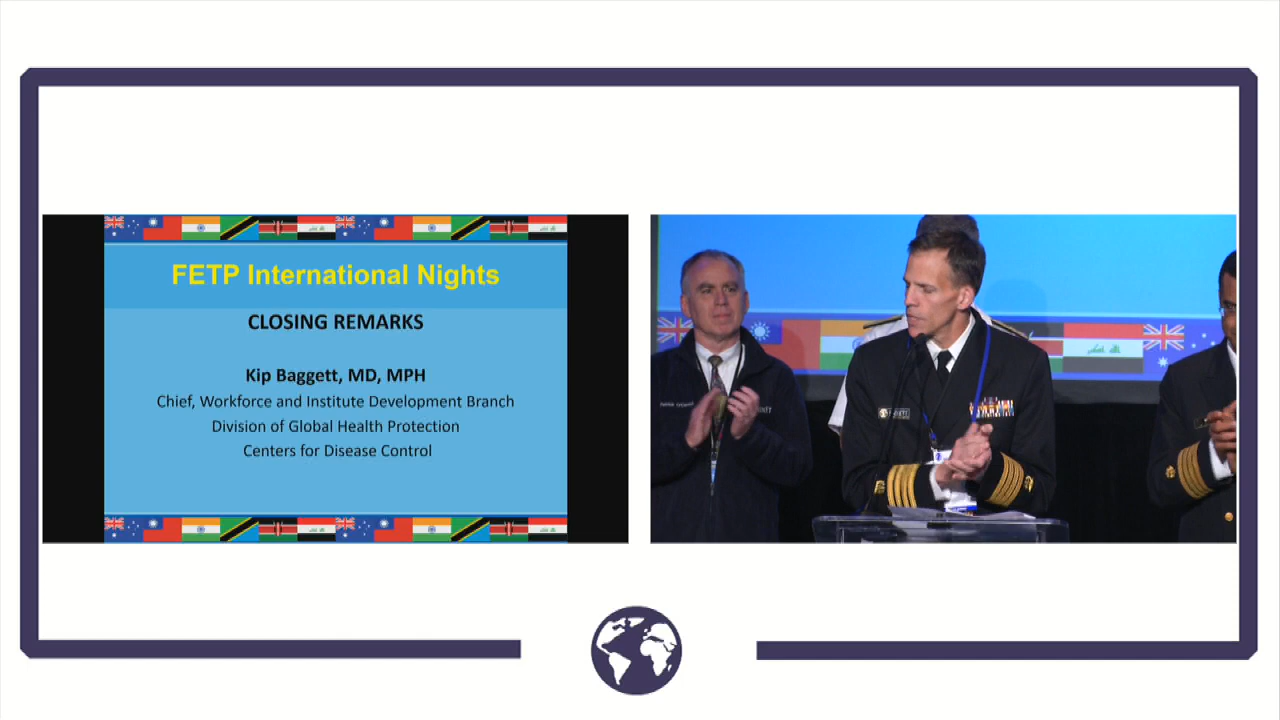 FETP International Nights
CLOSING REMARKS
Kip Baggett, MD, MPH
Chief, Workforce and Institute Development Branch
Division of Global Health Protection
Centers for Disease Control